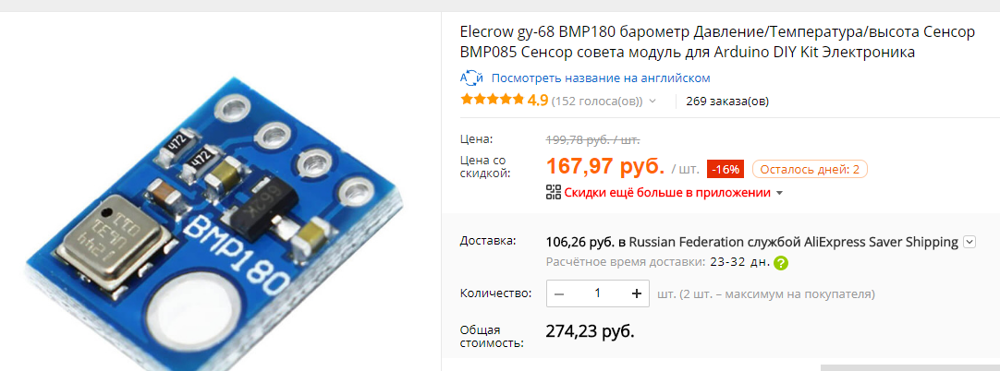 Elecrow gy-68 BMP180 барометр Давление/Температура/высота Сенсор
BMP085 Сенсор совета модуль для Arduino DIY Kit Электроника
Посмотреть название на английском
4.9 (152 голоса(ов)) 269 заказа(ов)
Цена: 199,78 руб. / шт.
Цена со
скидкой: 167,97 руб. / шт. -16% Осталось дней: 2
Скидки ещё больше в приложении
Доставка: 106,26 руб. в Russian Federation службой AliExpress Saver Shipping
Расчётное время доставки: 23-32 дн. ?
Количество: 1 шт. (2 шт. – максимум на покупателя)
Общая
стоимость: 274,23 руб.
472
472
662K
BMP180